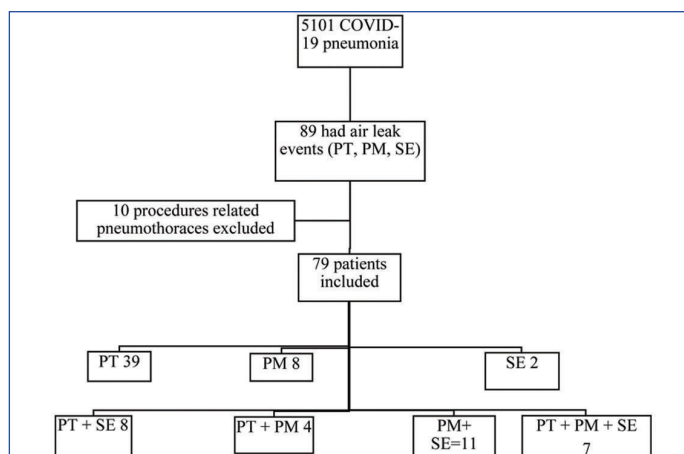 5101 COVID-
19 pneumonia
89 had air leak
events (PT, PM, SE)
10 procedures related
pneumothoraces excluded
79 patients
included
PT 39
PM 8
SE 2
PT + SE 8
PT + PM 4
PM+
SE=11
PT + PM + SE
7